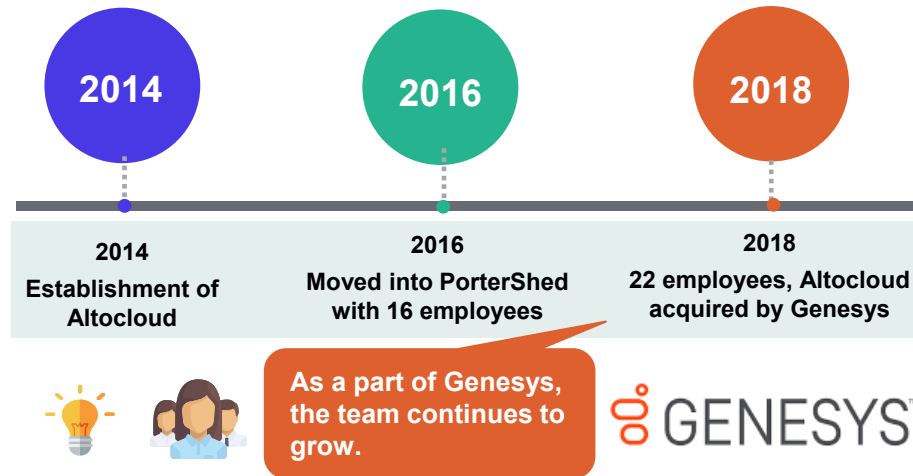 2014
2016
2018
2014
Establishment of
Altocloud
2016
Moved into PorterShed
with 16 employees
2018
22 employees, Altocloud
acquired by Genesys
As a part of Genesys,
the team continues to
grow.
GENESYS™